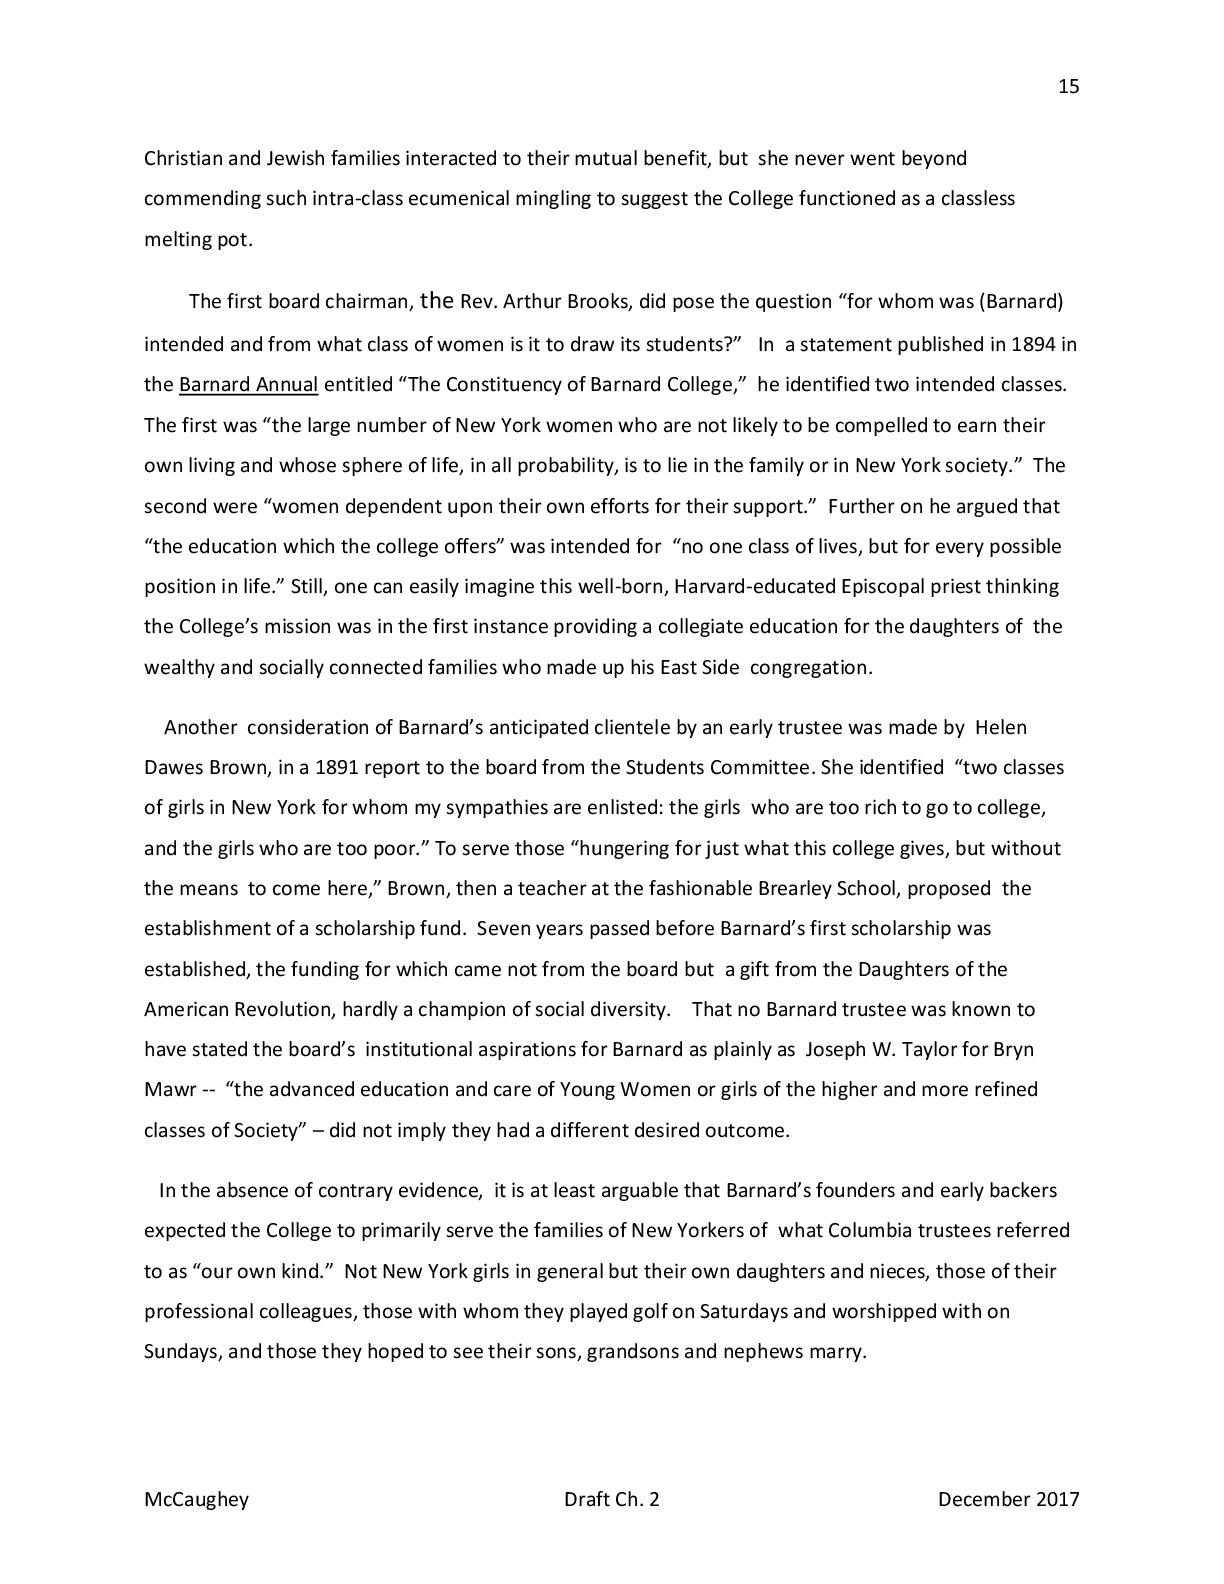 15
Christian and Jewish families interacted to their mutual benefit, but  she never went beyond
commending such intra-class ecumenical mingling to suggest the College functioned as a classless
melting pot.
The first board chairman, the Rev. Arthur Brooks, did pose the question “for whom was (Barnard)
intended and from what class of women is it to draw its students?”   In  a statement published in 1894 in
the Barnard Annual entitled “The Constituency of Barnard College,”  he identified two intended classes.
The first was “the large number of New York women who are not likely to be compelled to earn their
own living and whose sphere of life, in all probability, is to lie in the family or in New York society.”  The
second were “women dependent upon their own efforts for their support.”  Further on he argued that
“the education which the college offers” was intended for  “no one class of lives, but for every possible
position in life.” Still, one can easily imagine this well-born, Harvard-educated Episcopal priest thinking
the College’s mission was in the first instance providing a collegiate education for the daughters of  the
wealthy and socially connected families who made up his East Side  congregation.
Another  consideration of Barnard’s anticipated clientele by an early trustee was made by  Helen
Dawes Brown, in a 1891 report to the board from the Students Committee. She identified  “two classes
of girls in New York for whom my sympathies are enlisted: the girls  who are too rich to go to college,
and the girls who are too poor.” To serve those “hungering for just what this college gives, but without
the means  to come here,” Brown, then a teacher at the fashionable Brearley School, proposed  the
establishment of a scholarship fund.  Seven years passed before Barnard’s first scholarship was
established, the funding for which came not from the board but  a gift from the Daughters of the
American Revolution, hardly a champion of social diversity.    That no Barnard trustee was known to
have stated the board’s  institutional aspirations for Barnard as plainly as  Joseph W. Taylor for Bryn
Mawr --  “the advanced education and care of Young Women or girls of the higher and more refined
classes of Society” – did not imply they had a different desired outcome.
In the absence of contrary evidence,  it is at least arguable that Barnard’s founders and early backers
expected the College to primarily serve the families of New Yorkers of  what Columbia trustees referred
to as “our own kind.”  Not New York girls in general but their own daughters and nieces, those of their
professional colleagues, those with whom they played golf on Saturdays and worshipped with on
Sundays, and those they hoped to see their sons, grandsons and nephews marry.
McCaughey Draft Ch. 2 December 2017